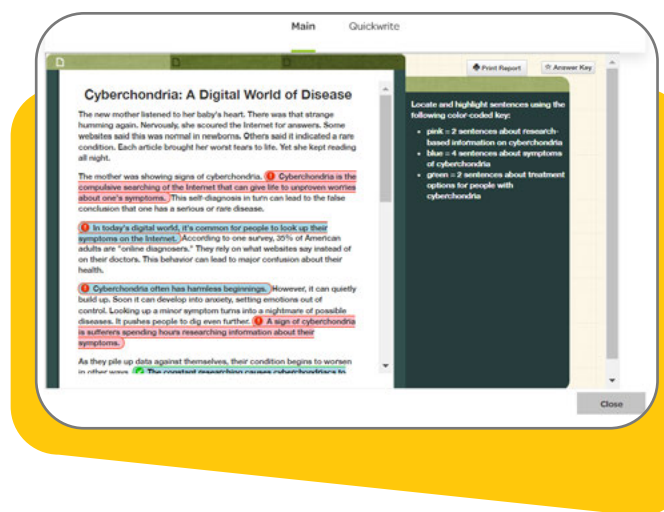 Main Quickwrite
Print Report Answer Key
Cyberchondria: A Digital World of Disease
The new mother listened to her baby's heart. There was that strange
humming again. Nervously, she scoured the Internet for answers. Some
websites said this was normal in newborns. Others said it indicated a rare
condition. Each article brought her worst fears to life. Yet she kept reading
all night.
The mother was showing signs of cyberchondria. Cyberchondria is the
compulsive searching of the Internet that can give life to unproven worries
about one's symptoms. This self-diagnosis in turn can lead to the false
conclusion that one has a serious or rare disease.
In today's digital world, it's common for people to look up their
symptoms on the Internet. According to one survey, 35% of American
adults are "online diagnosers." They rely on what websites say instead of
on their doctors. This behavior can lead to major confusion about their
health.
Cyberchondria often has harmless beginnings. However, it can quietly
build up. Soon it can develop into anxiety, setting emotions out of
control. Looking up a minor symptom turns into a nightmare of possible
diseases. It pushes people to dig even further. A sign of cyberchondria
is sufferers spending hours researching information about their
symptoms.
As they pile up data against themselves, their condition begins to worsen
in other ways. The constant researching causes cyberchondriacs to
Locate and highlight sentences using the
following color-coded key:
• pink = 2 sentences about research-
based information on cyberchondria
• blue = 4 sentences about symptoms
of cyberchondria
• green = 2 sentences about treatment
options for people with
cyberchondria
Close